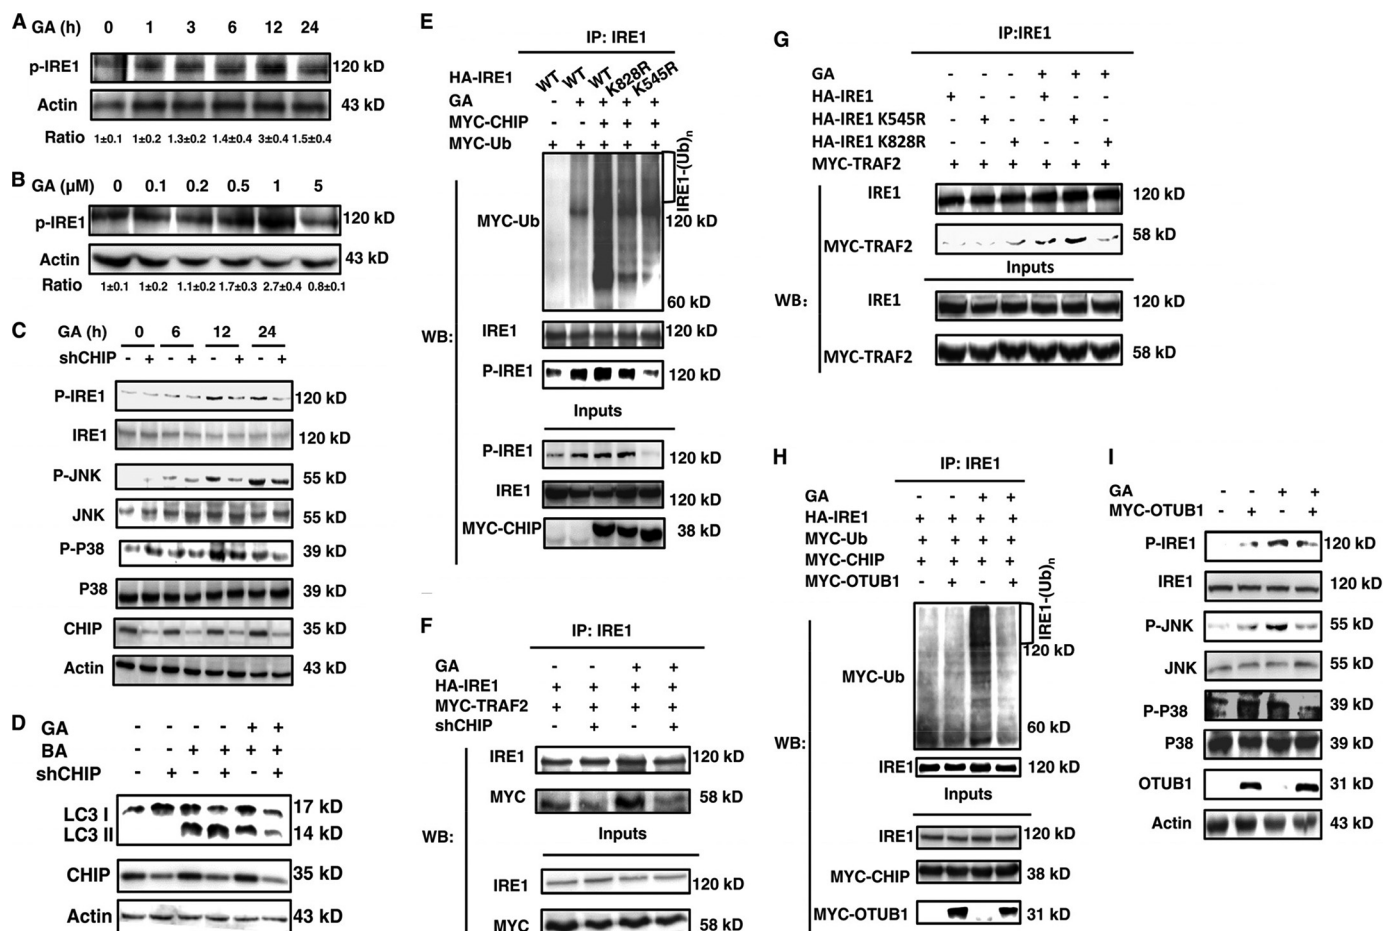 A GA (h) 0 1 3 6 12 24
p-IRE1 120 kD
Actin 43 kD
Ratio 1±0.1 1±0.2 1.3±0.2 1.4±0.4 3±0.4 1.5±0.4
B GA (µM) 0 0.1 0.2 0.5 1 5
p-IRE1 120 kD
Actin 43 kD
Ratio 1±0.1 1±0.2 1.1±0.2 1.7±0.3 2.7±0.4 0.8±0.1
C GA (h) 0 6 12 24
shCHIP - + - + - + - +
P-IRE1 120 kD
IRE1 120 kD
P-JNK 55 kD
JNK 55 kD
P-P38 39 kD
P38 39 kD
CHIP 35 kD
Actin 43 kD
D GA - - - - + +
BA - - + + + +
shCHIP - + - + - +
LC3 I 17 kD
LC3 II 14 kD
CHIP 35 kD
Actin 43 kD
E IP: IRE1
HA-IRE1 WT WT WT K828R K545R
GA - + + + +
MYC-CHIP - - + + +
MYC-Ub + + + + +
IRE1-(Ub)n
MYC-Ub 120 kD
60 kD
WB:
IRE1 120 kD
P-IRE1 120 kD
Inputs
P-IRE1 120 kD
IRE1 120 kD
MYC-CHIP 38 kD
F IP: IRE1
GA - - + +
HA-IRE1 + + + +
MYC-TRAF2 + + + +
shCHIP - + - +
IRE1 120 kD
MYC 58 kD
WB: Inputs
IRE1 120 kD
MYC 58 kD
G IP:IRE1
GA - - - + + +
HA-IRE1 + - - + - -
HA-IRE1 K545R - + - - + -
HA-IRE1 K828R - - + - - +
MYC-TRAF2 + + + + + +
IRE1 120 kD
MYC-TRAF2 58 kD
Inputs
WB: IRE1 120 kD
MYC-TRAF2 58 kD
H IP: IRE1
GA - - + +
HA-IRE1 + + + +
MYC-Ub + + + +
MYC-CHIP + + + +
MYC-OTUB1 - + - +
IRE1-(Ub)n
120 kD
MYC-Ub
60 kD
WB:
IRE1 120 kD
Inputs
IRE1 120 kD
MYC-CHIP 38 kD
MYC-OTUB1 31 kD
I
GA - - + +
MYC-OTUB1 - + - +
P-IRE1 120 kD
IRE1 120 kD
P-JNK 55 kD
JNK 55 kD
P-P38 39 kD
P38 39 kD
OTUB1 31 kD
Actin 43 kD